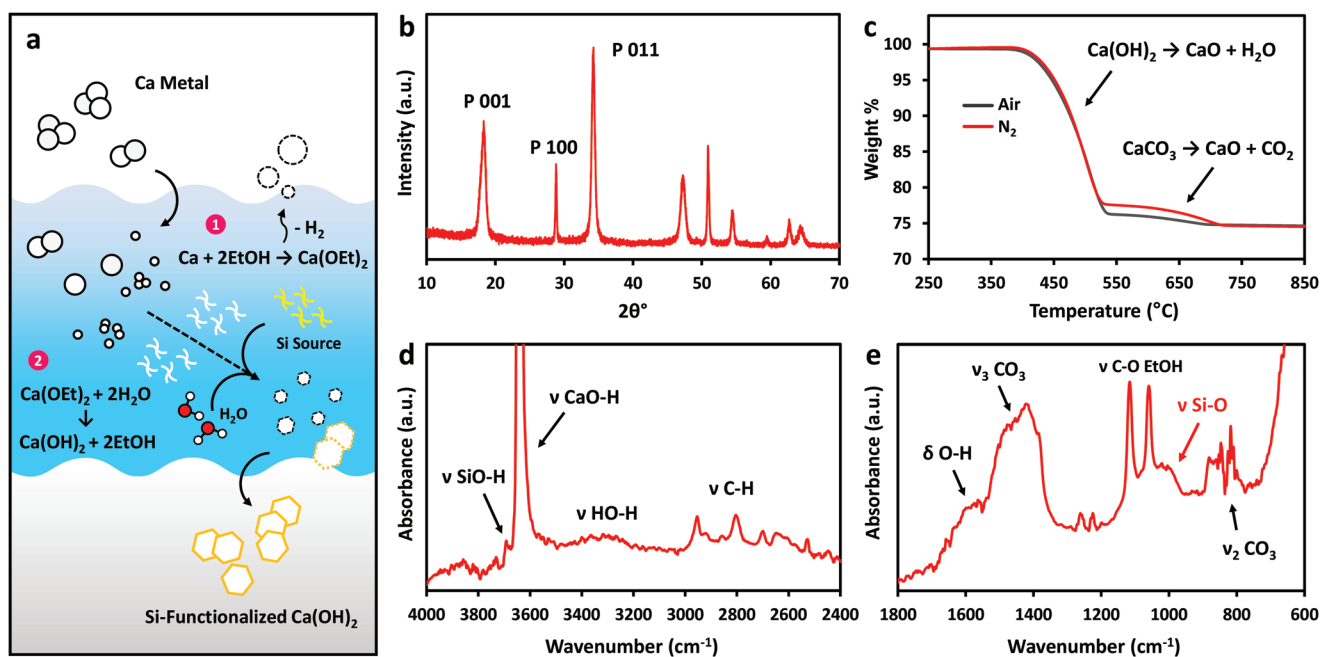 a
Ca Metal
1
- H₂
Ca + 2EtOH → Ca(OEt)₂
Si Source
2
Ca(OEt)₂ + 2H₂O
↓
Ca(OH)₂ + 2EtOH
H₂O
Si-Functionalized Ca(OH)₂
b
P 001
P 100
P 011
Intensity (a.u.)
10 20 30 40 50 60 70
2θ°
c
Ca(OH)₂ → CaO + H₂O
Air
N₂
CaCO₃ → CaO + CO₂
Weight %
100
95
90
85
80
75
70
250 350 450 550 650 750 850
Temperature (°C)
d
ν CaO-H
ν SiO-H
ν HO-H
ν C-H
Absorbance (a.u.)
4000 3800 3600 3400 3200 3000 2800 2600 2400
Wavenumber (cm⁻¹)
e
ν₃ CO₃
ν C-O EtOH
ν Si-O
δ O-H
ν₂ CO₃
Absorbance (a.u.)
1800 1600 1400 1200 1000 800 600
Wavenumber (cm⁻¹)